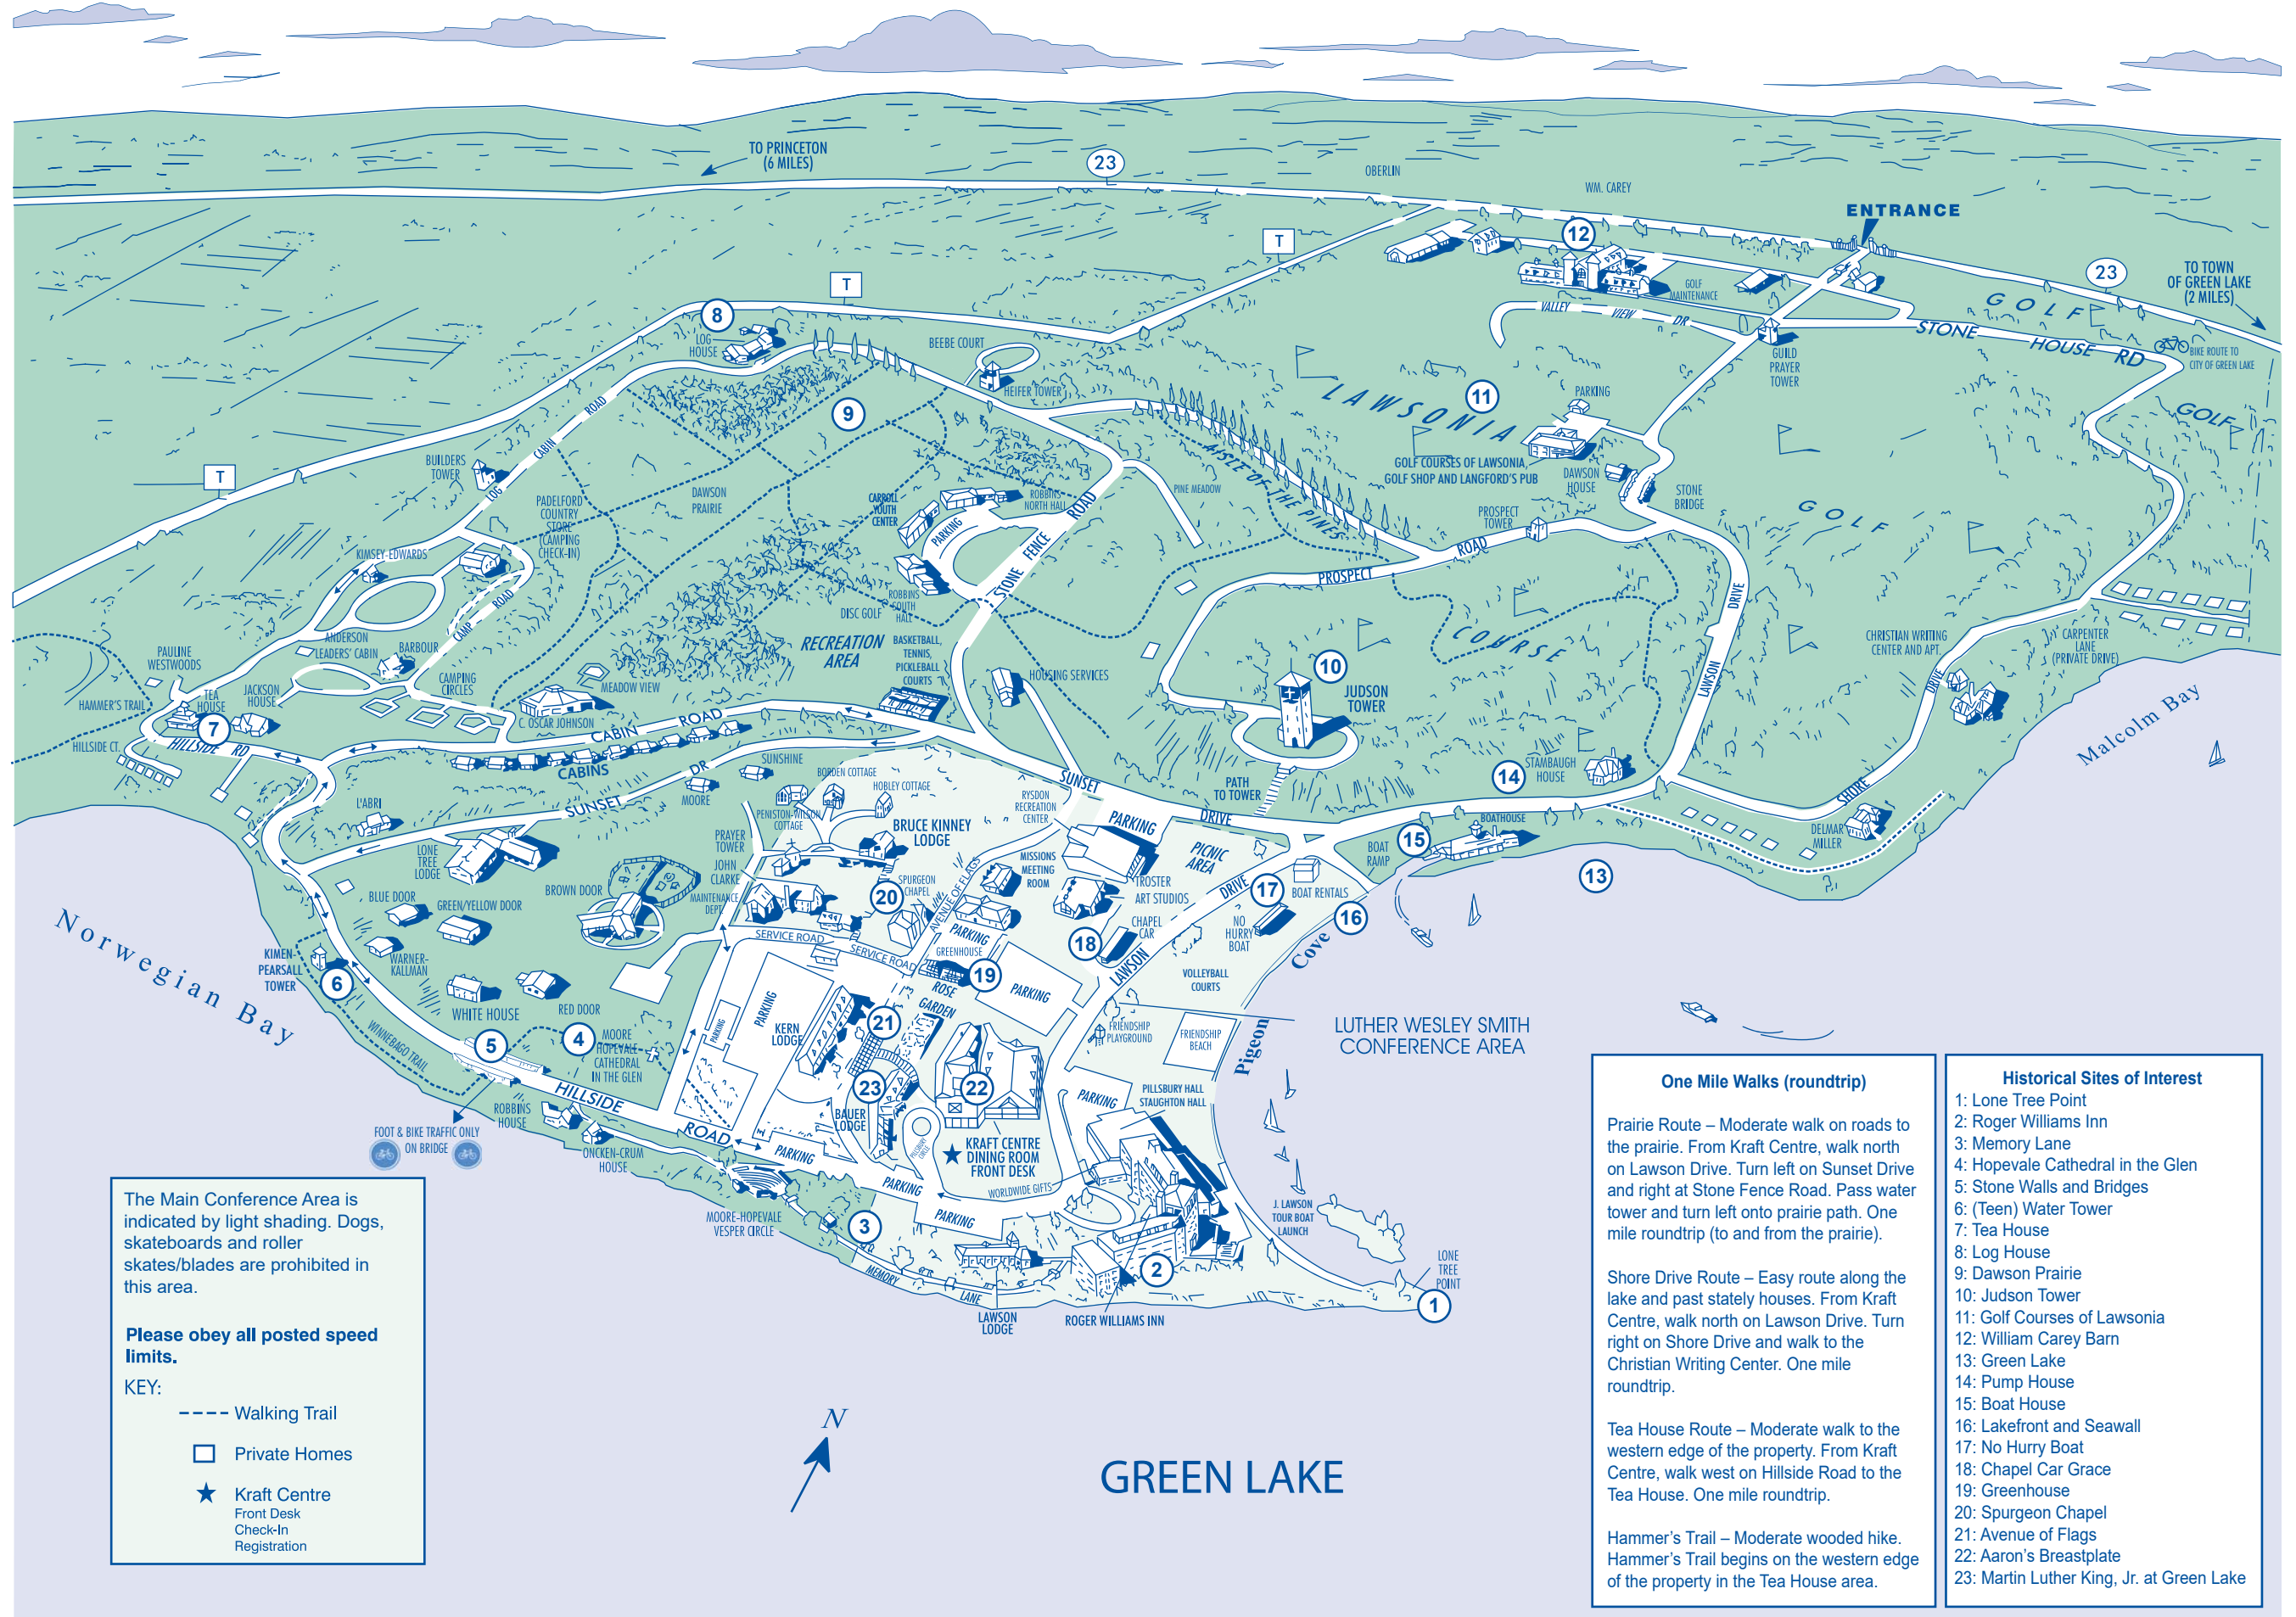 TO PRINCETON
(6 MILES)
23
OBERLIN
WM. CAREY
ENTRANCE
12
T
23
TO TOWN
OF GREEN LAKE
(2 MILES)
T
GOLF
MAINTENANCE
GOLF
8
LOG
HOUSE
VALLEY VIEW DR
STONE HOUSE RD
BEEBE COURT
GUILD
PRAYER
TOWER
BIKE ROUTE TO
CITY OF GREEN LAKE
HEIFER TOWER
9
11
PARKING
LAWSONIA
GOLF
LOG CABIN ROAD
BUILDERS
TOWER
T
GOLF COURSES OF LAWSONIA,
GOLF SHOP AND LANGFORD'S PUB
DAWSON
HOUSE
STONE
BRIDGE
AISLE OF THE PINES
PINE MEADOW
DAWSON
PRAIRIE
PADELFORD
COUNTRY
STORE
(CAMPING
CHECK-IN)
CARROLL
YOUTH
CENTER
ROBBINS
NORTH HALL
PARKING
STONE FENCE ROAD
PROSPECT
TOWER
GOLF
PROSPECT ROAD
KIMSEY-EDWARDS
CAMP ROAD
ROBBINS
SOUTH
HALL
DISC GOLF
RECREATION
AREA
BASKETBALL,
TENNIS,
PICKLEBALL
COURTS
COURSE
LAWSON DRIVE
ANDERSON
LEADERS' CABIN
BARBOUR
PAULINE
WESTWOODS
CHRISTIAN WRITING
CENTER AND APT.
CARPENTER
LANE
(PRIVATE DRIVE)
HAMMER'S TRAIL
TEA
HOUSE
JACKSON
HOUSE
CAMPING
CIRCLES
MEADOW VIEW
HOUSING SERVICES
10
JUDSON
TOWER
7
HILLSIDE RD
HILLSIDE CT.
C. OSCAR JOHNSON
CABIN ROAD
CABINS
SHORE DRIVE
Malcolm Bay
SUNSET DR
SUNSHINE
MOORE
BORDEN COTTAGE
HOBLEY COTTAGE
PENISTON-WILSON
COTTAGE
SUNSET DRIVE
PATH
TO TOWER
14
STAMBAUGH
HOUSE
RYSDON
RECREATION
CENTER
PARKING
L'ABRI
BRUCE KINNEY
LODGE
PICNIC
AREA
BOATHOUSE
15
BOAT
RAMP
DELMAR
MILLER
13
LONE
TREE
LODGE
PRAYER
TOWER
JOHN
CLARKE
MISSIONS
MEETING
ROOM
SPURGEON
CHAPEL
AVENUE OF FLAGS
TROSTER
ART STUDIOS
17
BOAT RENTALS
16
BROWN DOOR
MAINTENANCE
DEPT.
20
BLUE DOOR
GREEN/YELLOW DOOR
CHAPEL
CAR
18
NO
HURRY
BOAT
LAWSON DRIVE
Pigeon Cove
SERVICE ROAD
SERVICE ROAD
PARKING
GREENHOUSE
19
KIMEN-
PEARSALL
TOWER
6
WARNER-
KALLMAN
Norwegian Bay
ROSE
GARDEN
PARKING
VOLLEYBALL
COURTS
WHITE HOUSE
RED DOOR
PARKING
PARKING
KERN
LODGE
21
FRIENDSHIP
PLAYGROUND
FRIENDSHIP
BEACH
LUTHER WESLEY SMITH
CONFERENCE AREA
WINNEBAGO TRAIL
5
4
MOORE
HOPEVALE
CATHEDRAL
IN THE GLEN
23
22
PARKING
PILLSBURY HALL
STAUGHTON HALL
HILLSIDE ROAD
ROBBINS
HOUSE
BAUER
LODGE
FOOT & BIKE TRAFFIC ONLY
ON BRIDGE
ONCKEN-CRUM
HOUSE
PARKING
KRAFT CENTRE
DINING ROOM
FRONT DESK
WORLDWIDE GIFTS
PARKING
PARKING
MOORE-HOPEVALE
VESPER CIRCLE
3
J. LAWSON
TOUR BOAT
LAUNCH
MEMORY LANE
2
LONE
TREE
POINT
1
LAWSON
LODGE
ROGER WILLIAMS INN
The Main Conference Area is
indicated by light shading. Dogs,
skateboards and roller
skates/blades are prohibited in
this area.
Please obey all posted speed
limits.
KEY:
Walking Trail
Private Homes
Kraft Centre
Front Desk
Check-In
Registration
N
GREEN LAKE
One Mile Walks (roundtrip)
Prairie Route – Moderate walk on roads to
the prairie. From Kraft Centre, walk north
on Lawson Drive. Turn left on Sunset Drive
and right at Stone Fence Road. Pass water
tower and turn left onto prairie path. One
mile roundtrip (to and from the prairie).
Shore Drive Route – Easy route along the
lake and past stately houses. From Kraft
Centre, walk north on Lawson Drive. Turn
right on Shore Drive and walk to the
Christian Writing Center. One mile
roundtrip.
Tea House Route – Moderate walk to the
western edge of the property. From Kraft
Centre, walk west on Hillside Road to the
Tea House. One mile roundtrip.
Hammer's Trail – Moderate wooded hike.
Hammer's Trail begins on the western edge
of the property in the Tea House area.
Historical Sites of Interest
1: Lone Tree Point
2: Roger Williams Inn
3: Memory Lane
4: Hopevale Cathedral in the Glen
5: Stone Walls and Bridges
6: (Teen) Water Tower
7: Tea House
8: Log House
9: Dawson Prairie
10: Judson Tower
11: Golf Courses of Lawsonia
12: William Carey Barn
13: Green Lake
14: Pump House
15: Boat House
16: Lakefront and Seawall
17: No Hurry Boat
18: Chapel Car Grace
19: Greenhouse
20: Spurgeon Chapel
21: Avenue of Flags
22: Aaron's Breastplate
23: Martin Luther King, Jr. at Green Lake